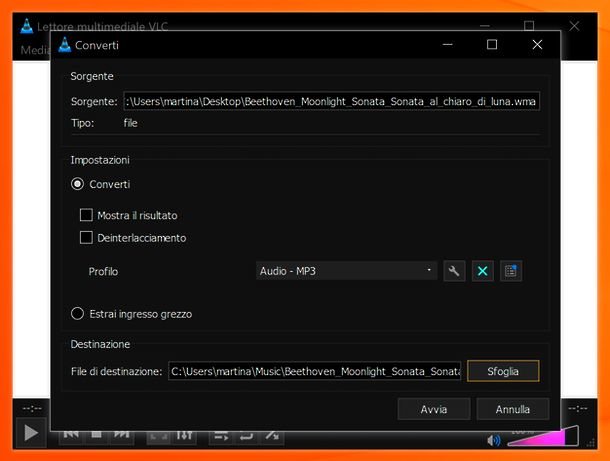 Lettore multimediale VLC
Media
Converti
Sorgente
Sorgente: :\Users\martina\Desktop\Beethoven_Moonlight_Sonata_Sonata_al_chiaro_di_luna.wma
Tipo: file
Impostazioni
Converti
Mostra il risultato
Deinterlacciamento
Profilo Audio - MP3
Estrai ingresso grezzo
Destinazione
File di destinazione: C:\Users\martina\Music\Beethoven_Moonlight_Sonata_Sonata Sfoglia
Avvia Annulla
--:-- --:--
100%